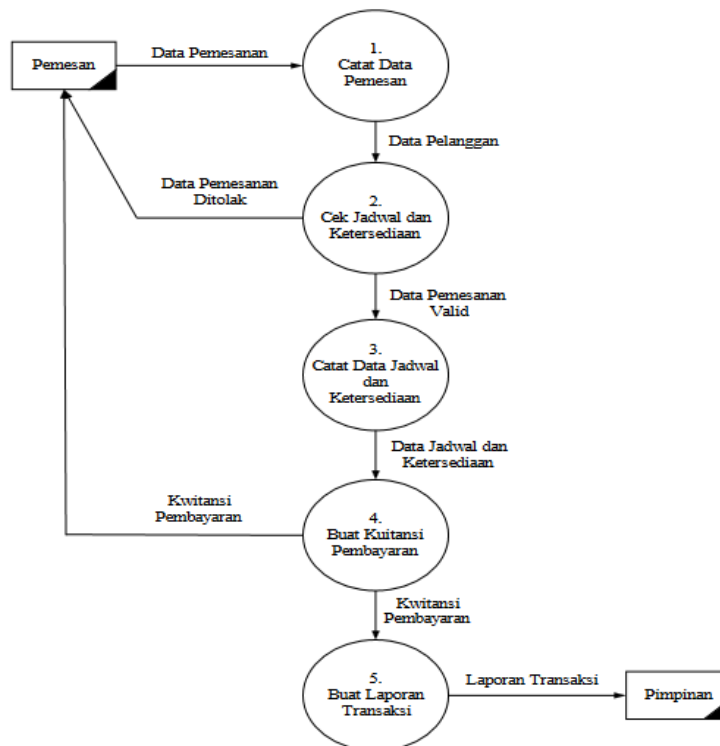 Pemesan
Data Pemesanan
1.
Catat Data
Pemesan
Data Pelanggan
Data Pemesanan
Ditolak
2.
Cek Jadwal dan
Ketersediaan
Data Pemesanan
Valid
3.
Catat Data Jadwal
dan
Ketersediaan
Data Jadwal dan
Ketersediaan
Kwitansi
Pembayaran
4.
Buat Kuitansi
Pembayaran
Kwitansi
Pembayaran
5.
Buat Laporan
Transaksi
Laporan Transaksi
Pimpinan